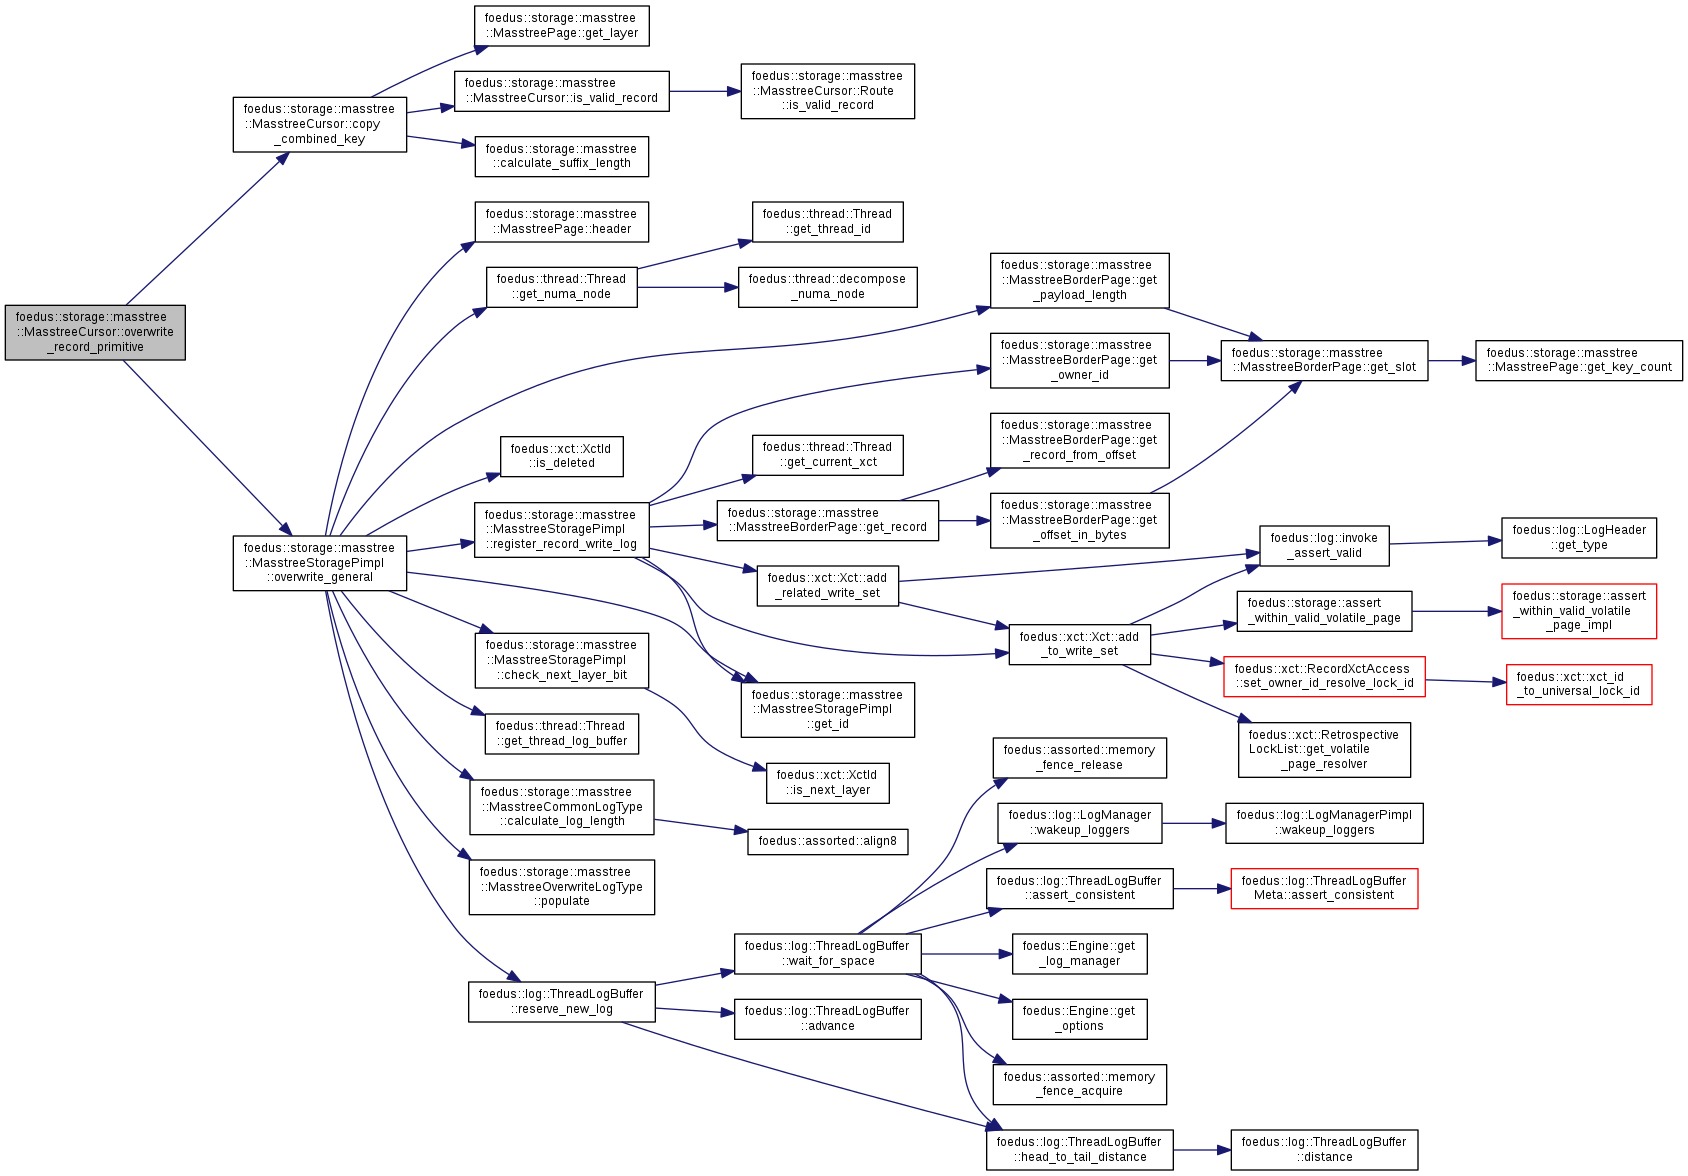 foedus::storage::masstree
::MasstreeCursor::overwrite
_record_primitive
foedus::storage::masstree
::MasstreeCursor::copy
_combined_key
foedus::storage::masstree
::MasstreeStoragePimpl
::overwrite_general
foedus::storage::masstree
::MasstreePage::get_layer
foedus::storage::masstree
::MasstreeCursor::is_valid_record
foedus::storage::masstree
::calculate_suffix_length
foedus::storage::masstree
::MasstreePage::header
foedus::thread::Thread
::get_numa_node
foedus::xct::XctId
::is_deleted
foedus::storage::masstree
::MasstreeStoragePimpl
::register_record_write_log
foedus::storage::masstree
::MasstreeStoragePimpl
::check_next_layer_bit
foedus::thread::Thread
::get_thread_log_buffer
foedus::storage::masstree
::MasstreeCommonLogType
::calculate_log_length
foedus::storage::masstree
::MasstreeOverwriteLogType
::populate
foedus::log::ThreadLogBuffer
::reserve_new_log
foedus::storage::masstree
::MasstreeCursor::Route
::is_valid_record
foedus::thread::Thread
::get_thread_id
foedus::thread::decompose
_numa_node
foedus::thread::Thread
::get_current_xct
foedus::storage::masstree
::MasstreeBorderPage::get_record
foedus::xct::Xct::add
_related_write_set
foedus::storage::masstree
::MasstreeStoragePimpl
::get_id
foedus::xct::XctId
::is_next_layer
foedus::assorted::align8
foedus::log::ThreadLogBuffer
::wait_for_space
foedus::log::ThreadLogBuffer
::advance
foedus::storage::masstree
::MasstreeBorderPage::get
_payload_length
foedus::storage::masstree
::MasstreeBorderPage::get
_owner_id
foedus::storage::masstree
::MasstreeBorderPage::get
_record_from_offset
foedus::storage::masstree
::MasstreeBorderPage::get
_offset_in_bytes
foedus::xct::Xct::add
_to_write_set
foedus::assorted::memory
_fence_release
foedus::log::LogManager
::wakeup_loggers
foedus::log::ThreadLogBuffer
::assert_consistent
foedus::Engine::get
_log_manager
foedus::Engine::get
_options
foedus::assorted::memory
_fence_acquire
foedus::log::ThreadLogBuffer
::head_to_tail_distance
foedus::storage::masstree
::MasstreeBorderPage::get_slot
foedus::log::invoke
_assert_valid
foedus::storage::assert
_within_valid_volatile_page
foedus::xct::RecordXctAccess
::set_owner_id_resolve_lock_id
foedus::xct::Retrospective
LockList::get_volatile
_page_resolver
foedus::log::LogManagerPimpl
::wakeup_loggers
foedus::log::ThreadLogBuffer
Meta::assert_consistent
foedus::log::ThreadLogBuffer
::distance
foedus::storage::masstree
::MasstreePage::get_key_count
foedus::log::LogHeader
::get_type
foedus::storage::assert
_within_valid_volatile
_page_impl
foedus::xct::xct_id
_to_universal_lock_id